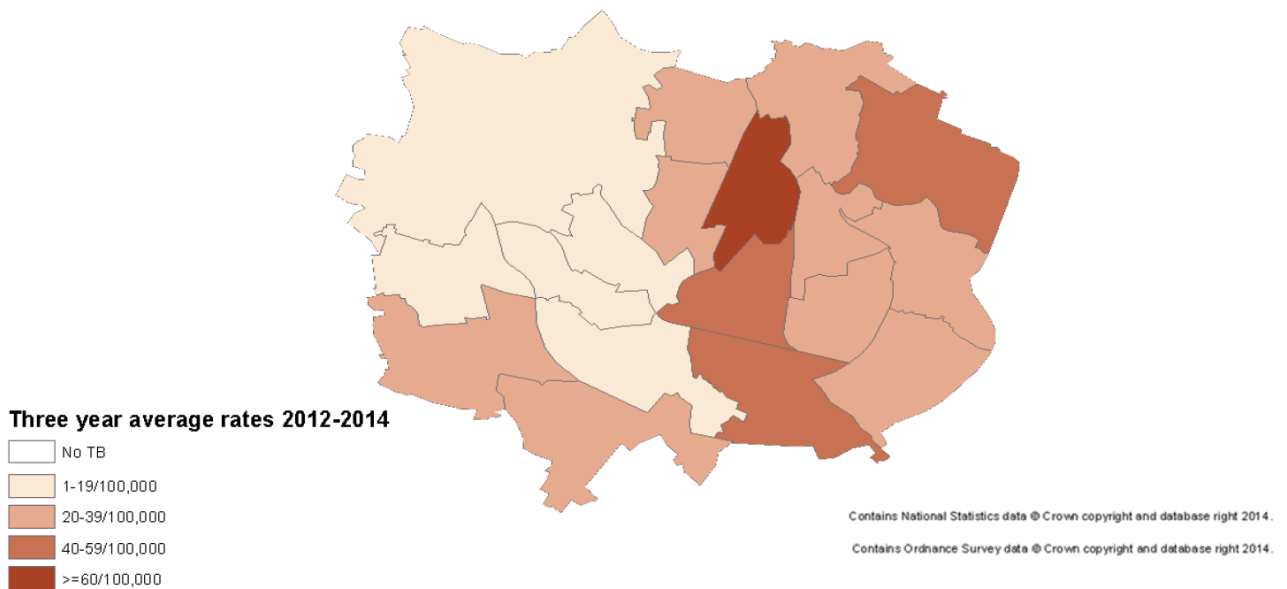 Three year average rates 2012-2014
No TB
1-19/100,000
20-39/100,000
40-59/100,000
>=60/100,000
Contains National Statistics data © Crown copyright and database right 2014.
Contains Ordnance Survey data © Crown copyright and database right 2014.